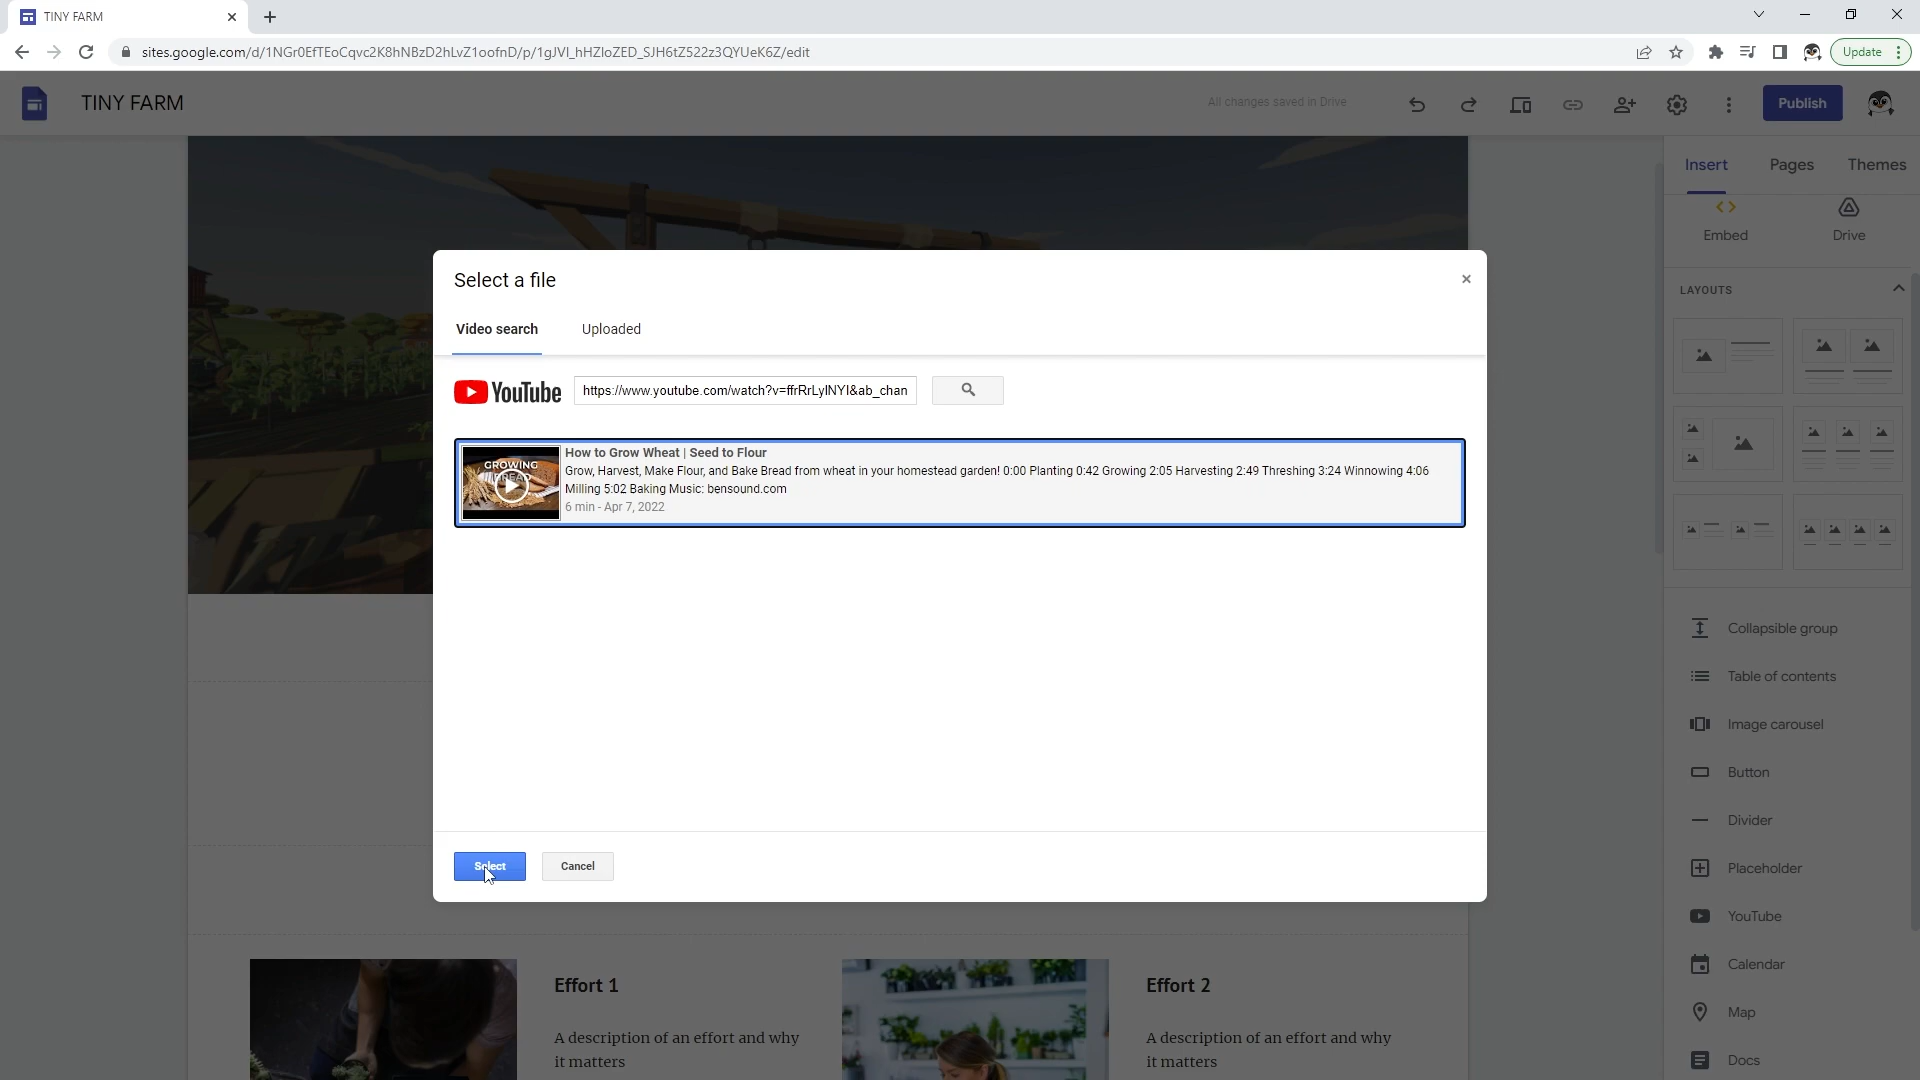 TINY FARM
sites.google.com/d/1NGr0EfTEoCqvc2K8hNBzD2hLvZ1oofnD/p/1gJVI_hHZloZED_SJH6tZ522z3QYUeK6Z/edit
Update
TINY FARM
All changes saved in Drive
Publish
Insert
Pages
Themes
Embed
Drive
LAYOUTS
Collapsible group
Table of contents
Image carousel
Button
Divider
Placeholder
YouTube
Calendar
Map
Docs
Select a file
Video search
Uploaded
YouTube
https://www.youtube.com/watch?v=ffrRrLylNYI&ab_chan
GROWING
BREAD
How to Grow Wheat | Seed to Flour
Grow, Harvest, Make Flour, and Bake Bread from wheat in your homestead garden! 0:00 Planting 0:42 Growing 2:05 Harvesting 2:49 Threshing 3:24 Winnowing 4:06
Milling 5:02 Baking Music: bensound.com
6 min - Apr 7, 2022
Select
Cancel
Effort 1
A description of an effort and why
it matters
Effort 2
A description of an effort and why
it matters